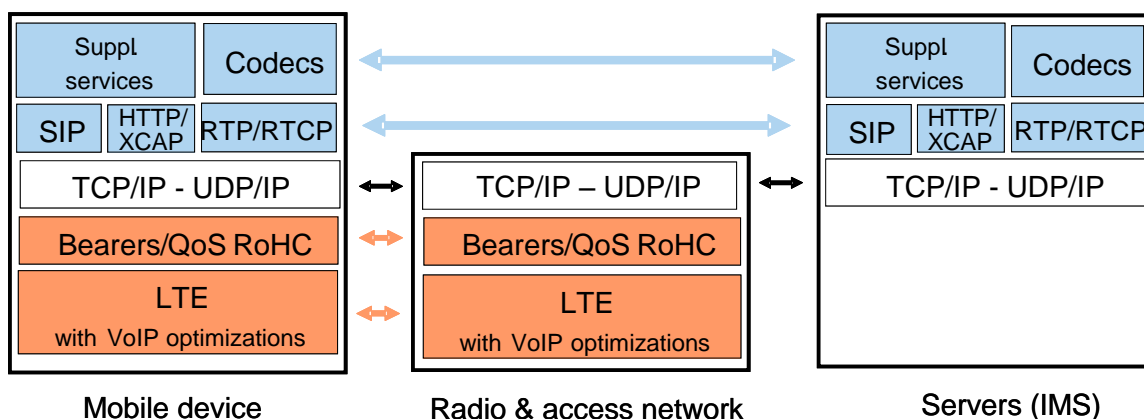 Suppl.
services
Codecs
SIP
HTTP/
XCAP
RTP/RTCP
TCP/IP - UDP/IP
Bearers/QoS RoHC
LTE
with VoIP optimizations
Mobile device
TCP/IP – UDP/IP
Bearers/QoS RoHC
LTE
with VoIP optimizations
Radio & access network
Suppl.
services
Codecs
SIP
HTTP/
XCAP
RTP/RTCP
TCP/IP - UDP/IP
Servers (IMS)